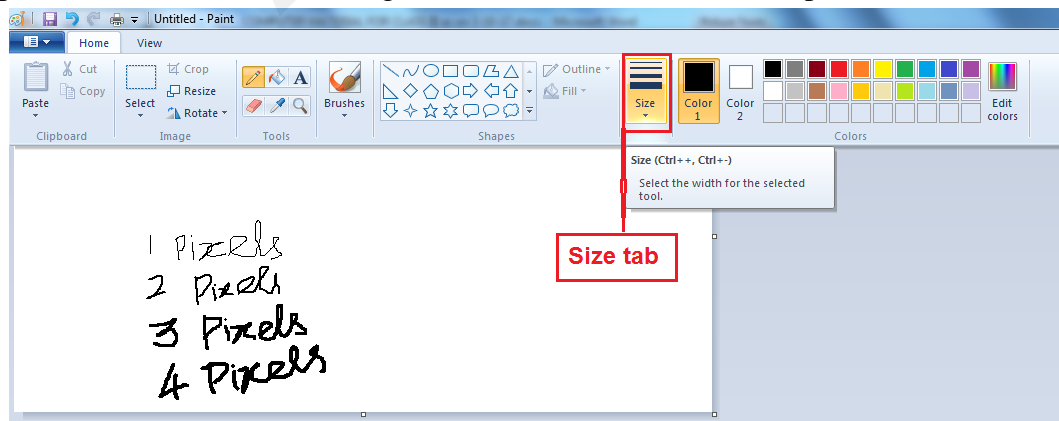 Untitled - Paint
Home View
Paste
Cut
Copy
Clipboard
Select
Crop
Resize
Rotate
Image
A
Tools
Brushes
Outline
Fill
Shapes
Size
Color 1
Color 2
Edit colors
Colors
Size (Ctrl++, Ctrl+-)
Select the width for the selected
tool.
Size tab
1 Pixels
2 Pixels
3 Pixels
4 Pixels